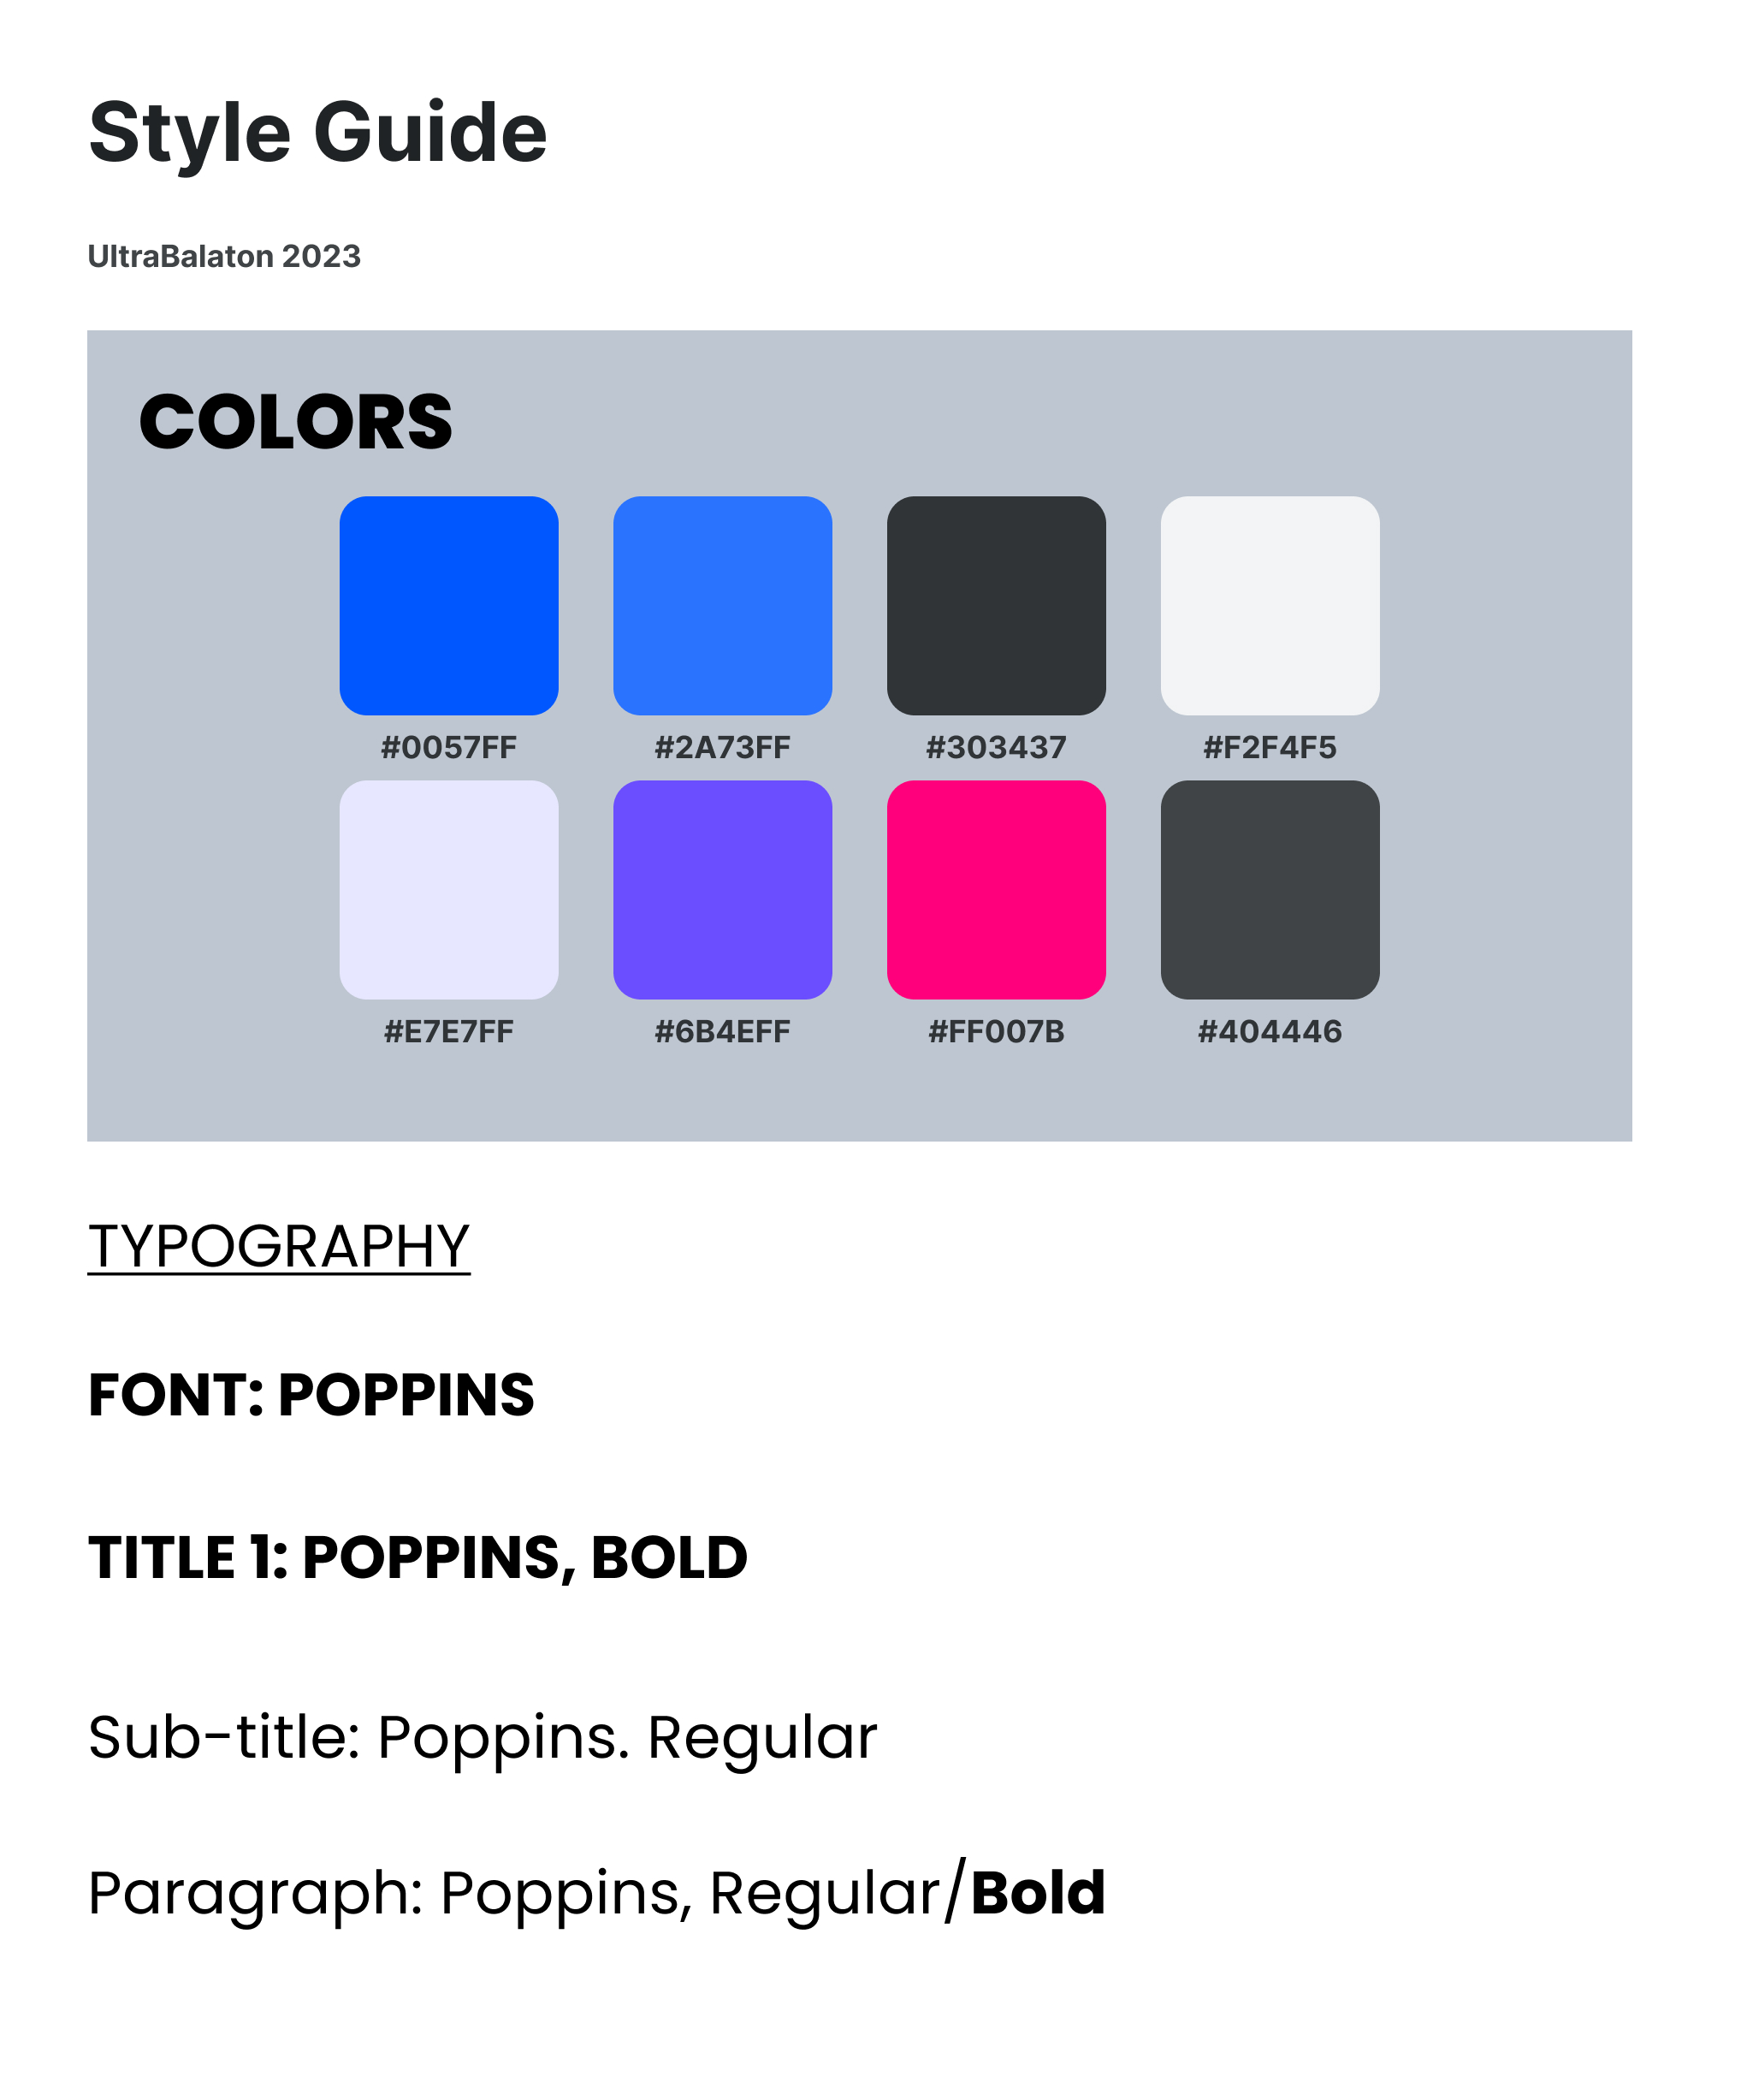 Style Guide
UltraBalaton 2023
COLORS
#0057FF #2A73FF #303437 #F2F4F5
#E7E7FF #6B4EFF #FF007B #404446
TYPOGRAPHY
FONT: POPPINS
TITLE 1: POPPINS, BOLD
Sub-title: Poppins. Regular
Paragraph: Poppins, Regular/Bold